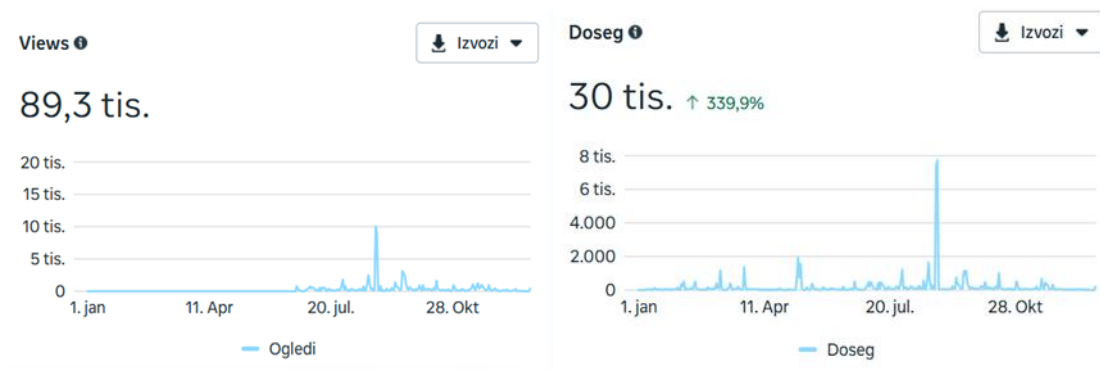 Views
Izvozi
89,3 tis.
20 tis.
15 tis.
10 tis.
5 tis.
0
1. jan 11. Apr 20. jul. 28. Okt
Ogledi
Doseg
Izvozi
30 tis. ↑ 339,9%
8 tis.
6 tis.
4.000
2.000
0
1. jan 11. Apr 20. jul. 28. Okt
Doseg